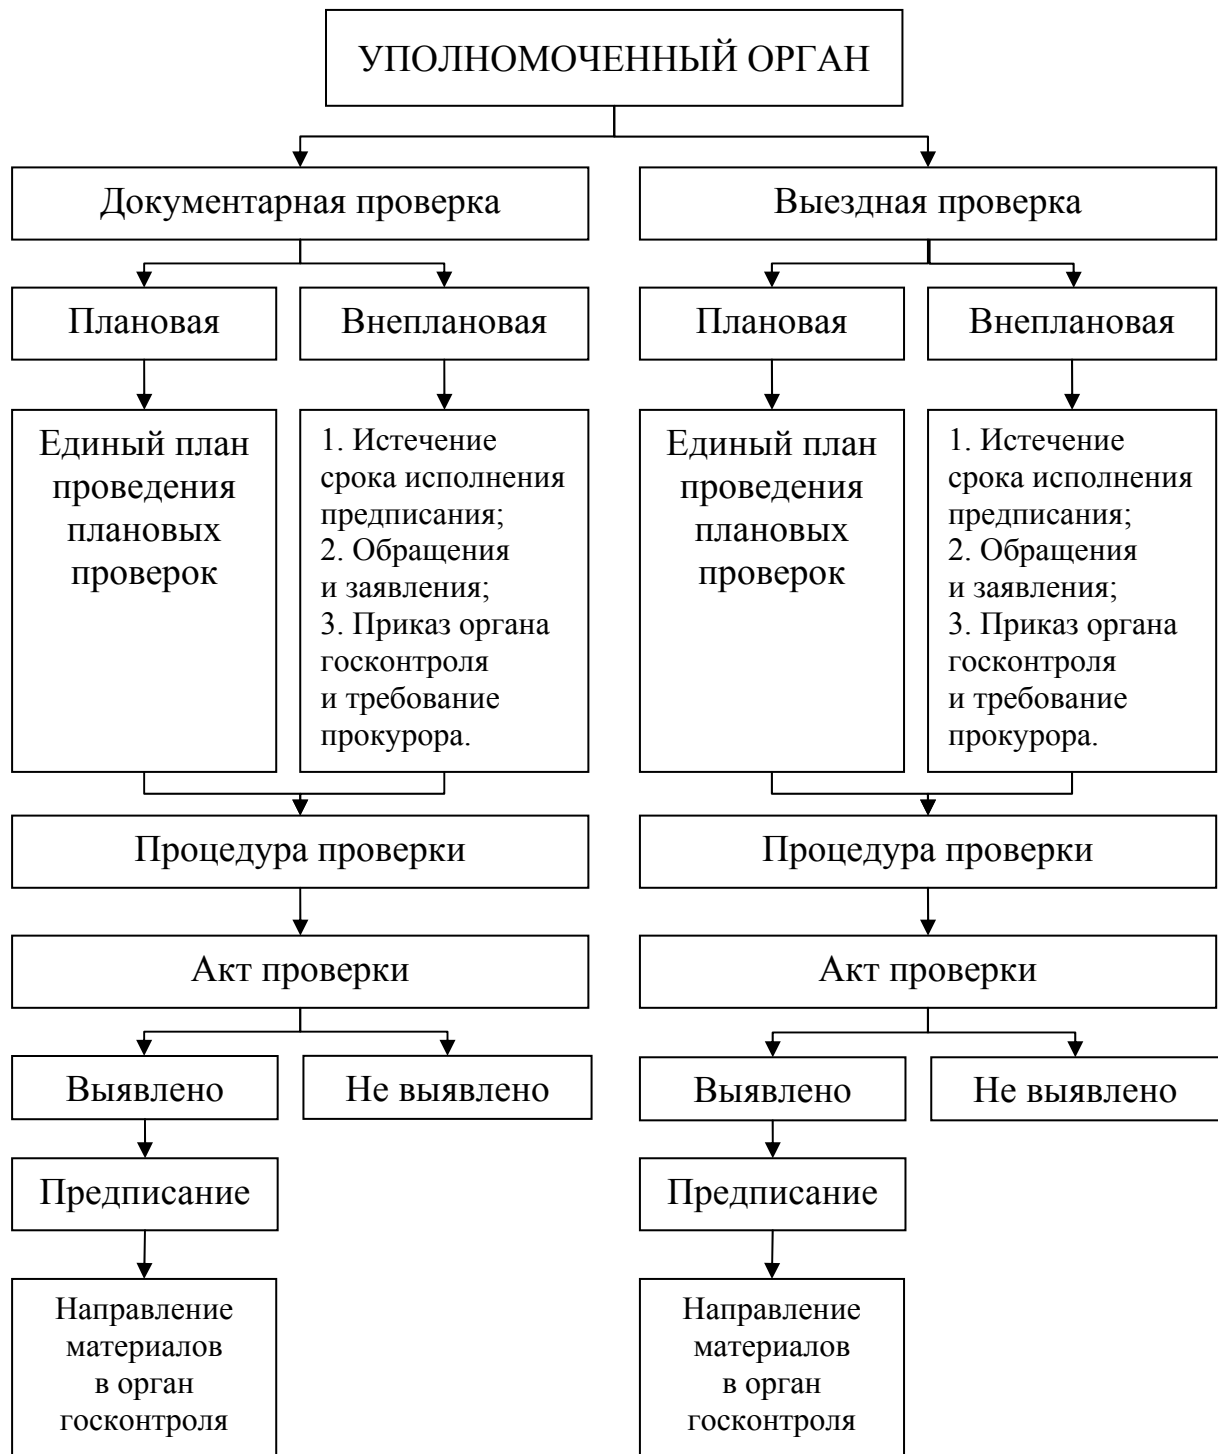 УПОЛНОМОЧЕННЫЙ ОРГАН
Документарная проверка
Выездная проверка
Плановая
Внеплановая
Плановая
Внеплановая
Единый план
проведения
плановых
проверок
1. Истечение
срока исполнения
предписания;
2. Обращения
и заявления;
3. Приказ органа
госконтроля
и требование
прокурора.
Единый план
проведения
плановых
проверок
1. Истечение
срока исполнения
предписания;
2. Обращения
и заявления;
3. Приказ органа
госконтроля
и требование
прокурора.
Процедура проверки
Процедура проверки
Акт проверки
Акт проверки
Выявлено
Не выявлено
Выявлено
Не выявлено
Предписание
Предписание
Направление
материалов
в орган
госконтроля
Направление
материалов
в орган
госконтроля